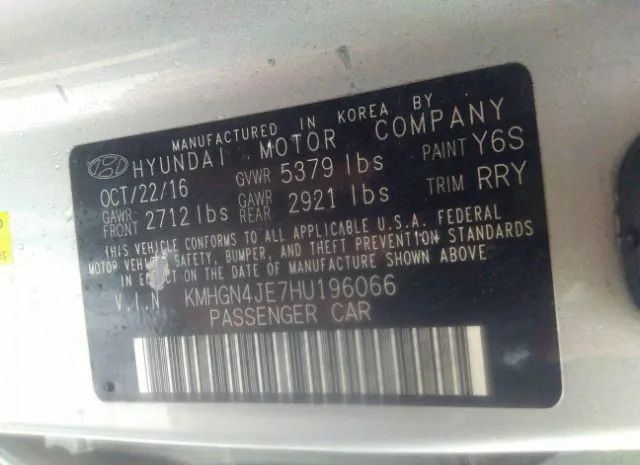 MANUFACTURED IN KOREA BY
HYUNDAI MOTOR COMPANY
OCT/22/16 GVWR 5379 lbs PAINT Y6S
GAWR FRONT 2712 lbs GAWR REAR 2921 lbs TRIM RRY
THIS VEHICLE CONFORMS TO ALL APPLICABLE U.S.A. FEDERAL
MOTOR VEHICLE SAFETY, BUMPER, AND THEFT PREVENTION STANDARDS
IN EFFECT ON THE DATE OF MANUFACTURE SHOWN ABOVE
V.I.N KMHGN4JE7HU196066
PASSENGER CAR